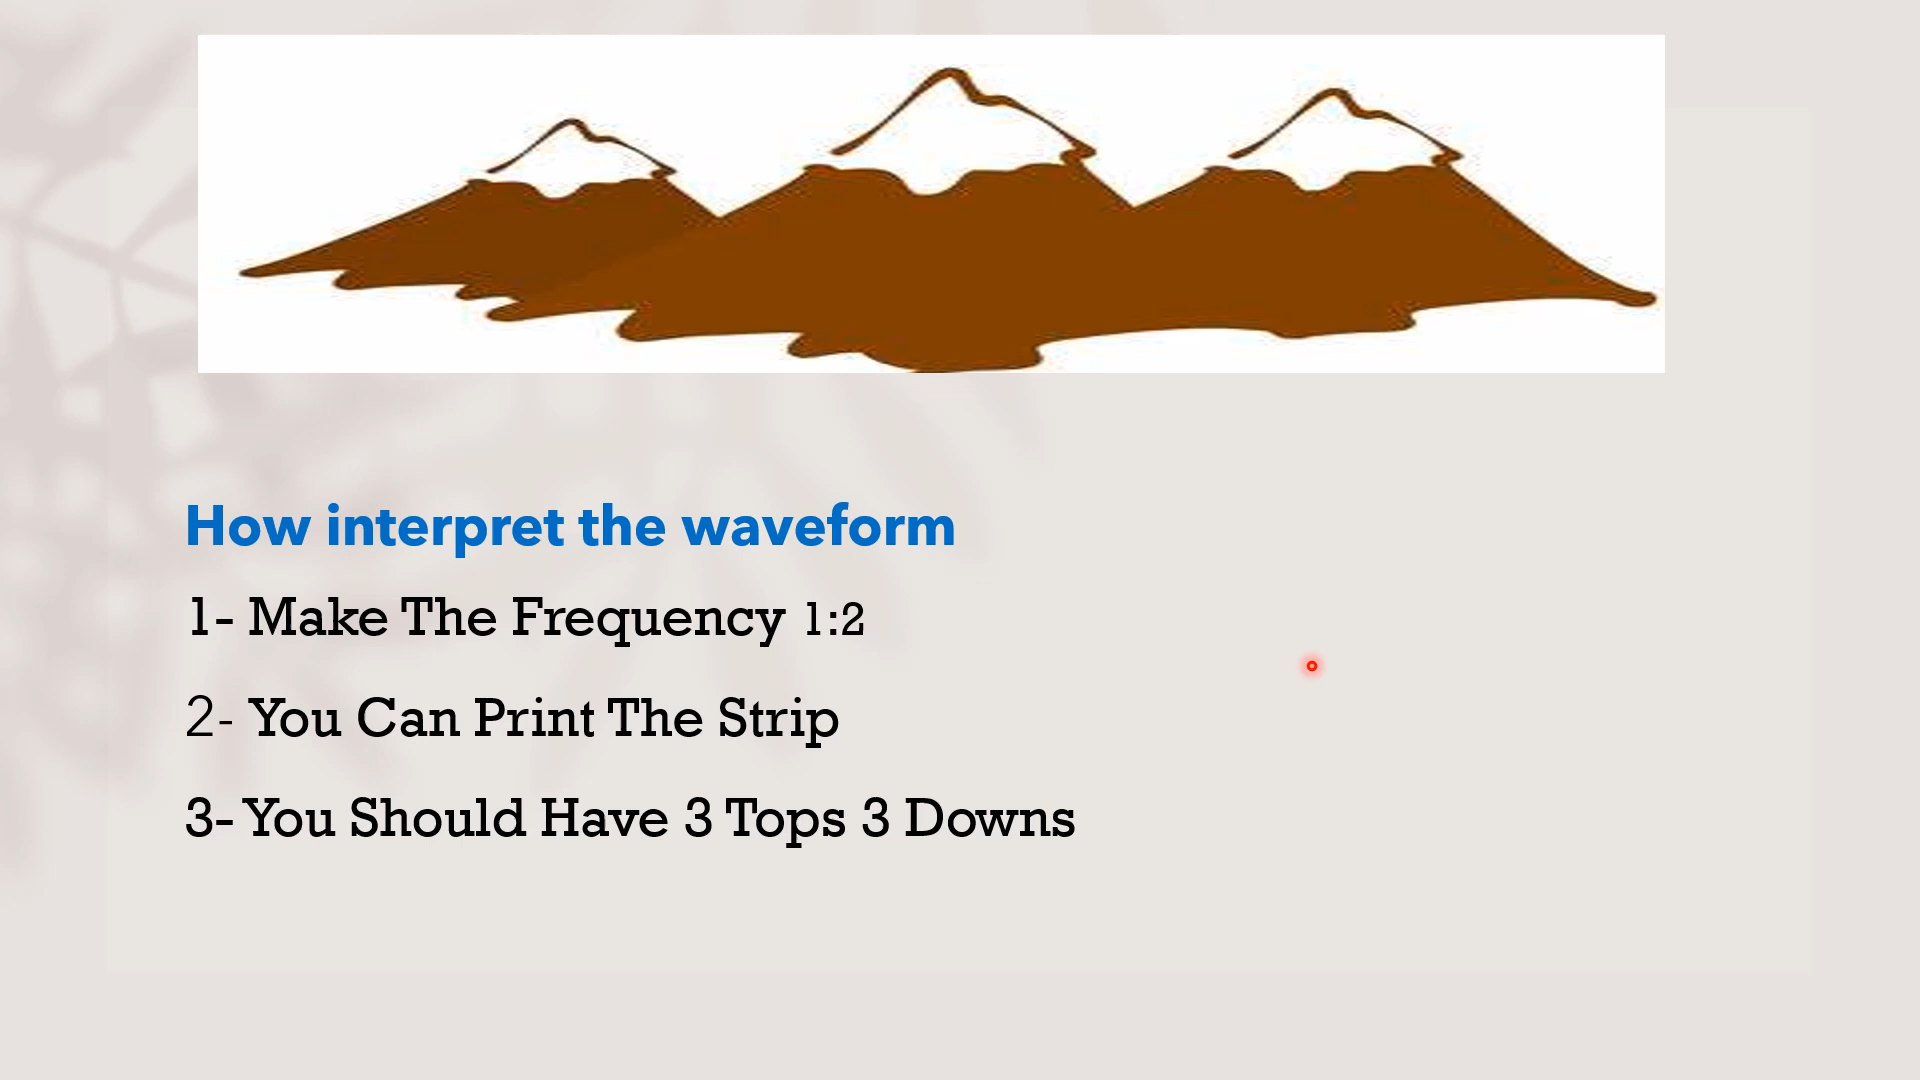 How interpret the waveform
1- Make The Frequency 1:2
2- You Can Print The Strip
3- You Should Have 3 Tops 3 Downs